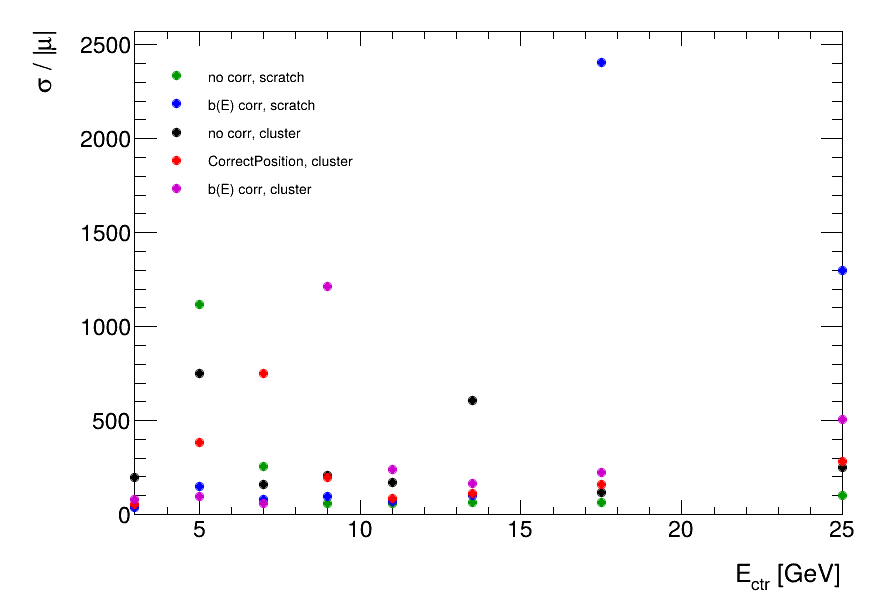 σ / |μ|
2500
2000
1500
1000
500
0
no corr, scratch
b(E) corr, scratch
no corr, cluster
CorrectPosition, cluster
b(E) corr, cluster
5 10 15 20 25
E_ctr [GeV]